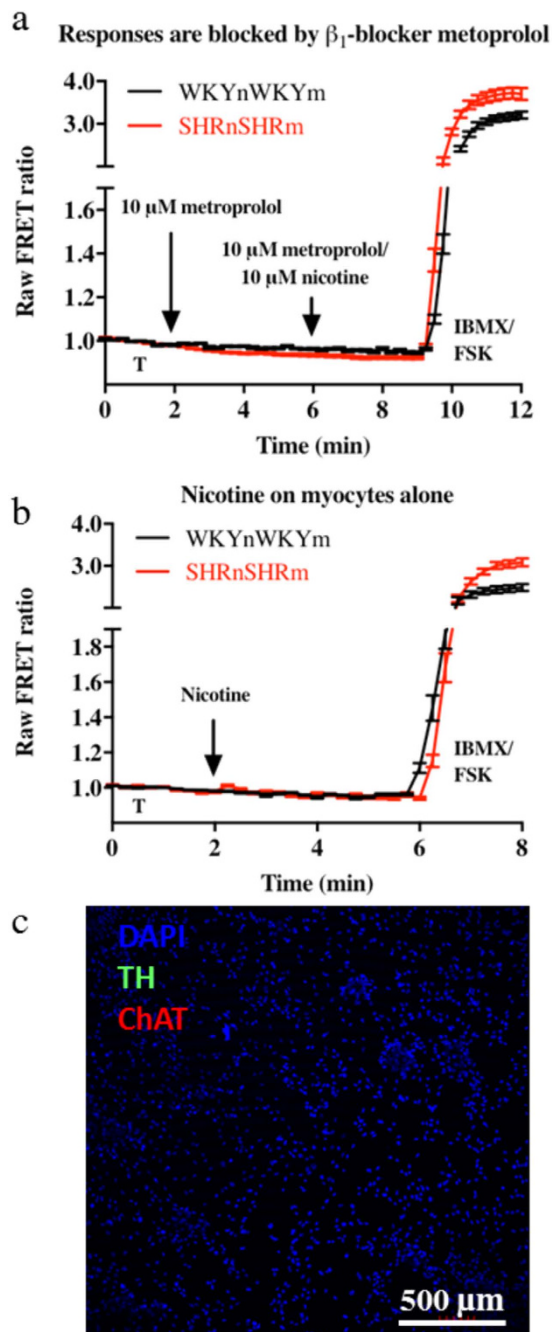 a
Responses are blocked by β₁-blocker metoprolol
4.0
3.0
1.6
1.4
1.2
1.0
Raw FRET ratio
WKYnWKYm
SHRnSHRm
10 µM metroprolol
10 µM metroprolol/
10 µM nicotine
T
IBMX/
FSK
0 2 4 6 8 10 12
Time (min)
b
Nicotine on myocytes alone
4.0
3.0
1.8
1.6
1.4
1.2
1.0
Raw FRET ratio
WKYnWKYm
SHRnSHRm
Nicotine
T
IBMX/
FSK
0 2 4 6 8
Time (min)
c
DAPI
TH
ChAT
500 µm